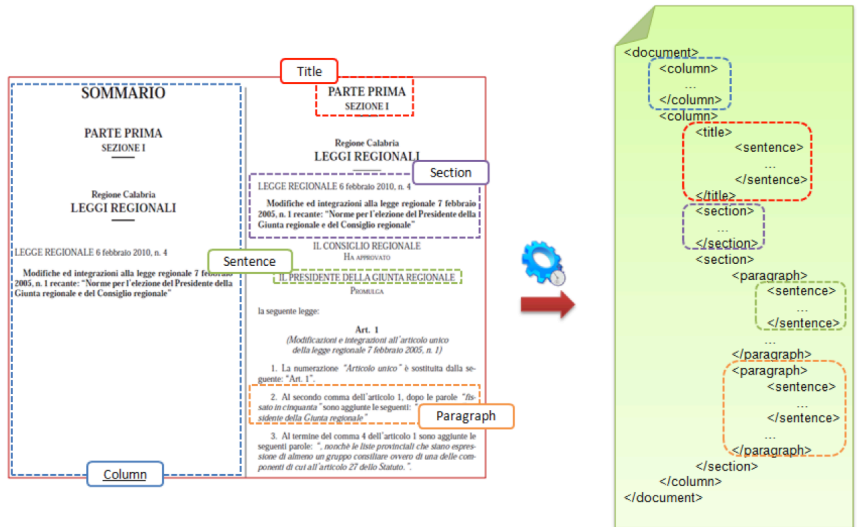 Title
SOMMARIO
PARTE PRIMA
SEZIONE I
Regione Calabria
LEGGI REGIONALI
LEGGE REGIONALE 6 febbraio 2010, n. 4
Modifiche ed integrazioni alla legge regionale 7
2005, n. 1 recante: “Norme per l’elezione del Presidente della
Giunta regionale e del Consiglio regionale”
Column
PARTE PRIMA
SEZIONE I
Regione Calabria
LEGGI REGIONALI
Section
LEGGE REGIONALE 6 febbraio 2010, n. 4
Modifiche ed integrazioni alla legge regionale 7 febbraio
2005, n. 1 recante: “Norme per l’elezione del Presidente della
Giunta regionale e del Consiglio regionale”
IL CONSIGLIO REGIONALE
HA APPROVATO
Sentence
IL PRESIDENTE DELLA GIUNTA REGIONALE
PROMULGA
la seguente legge:
Art. 1
(Modificazioni e integrazioni all’articolo unico
della legge regionale 7 febbraio 2005, n. 1)
1. La numerazione “Articolo unico” è sostituita dalla se-
guente: “Art. 1”.
2. Al secondo comma dell’articolo 1, dopo le parole “fis-
sato in cinquanta” sono aggiunte le seguenti: “
sidente della Giunta regionale”
Paragraph
3. Al termine del comma 4 dell’articolo 1 sono aggiunte le
seguenti parole: “, nonchè le liste provinciali che siano espres-
sione di almeno un gruppo consiliare ovvero di una delle com-
ponenti di cui all’articolo 27 dello Statuto.”.
<document>
<column>
...
</column>
<column>
<title>
<sentence>
...
</sentence>
</title>
<section>
...
</section>
<section>
<paragraph>
<sentence>
...
</sentence>
...
</paragraph>
<paragraph>
<sentence>
...
</sentence>
...
</paragraph>
</section>
</column>
</document>